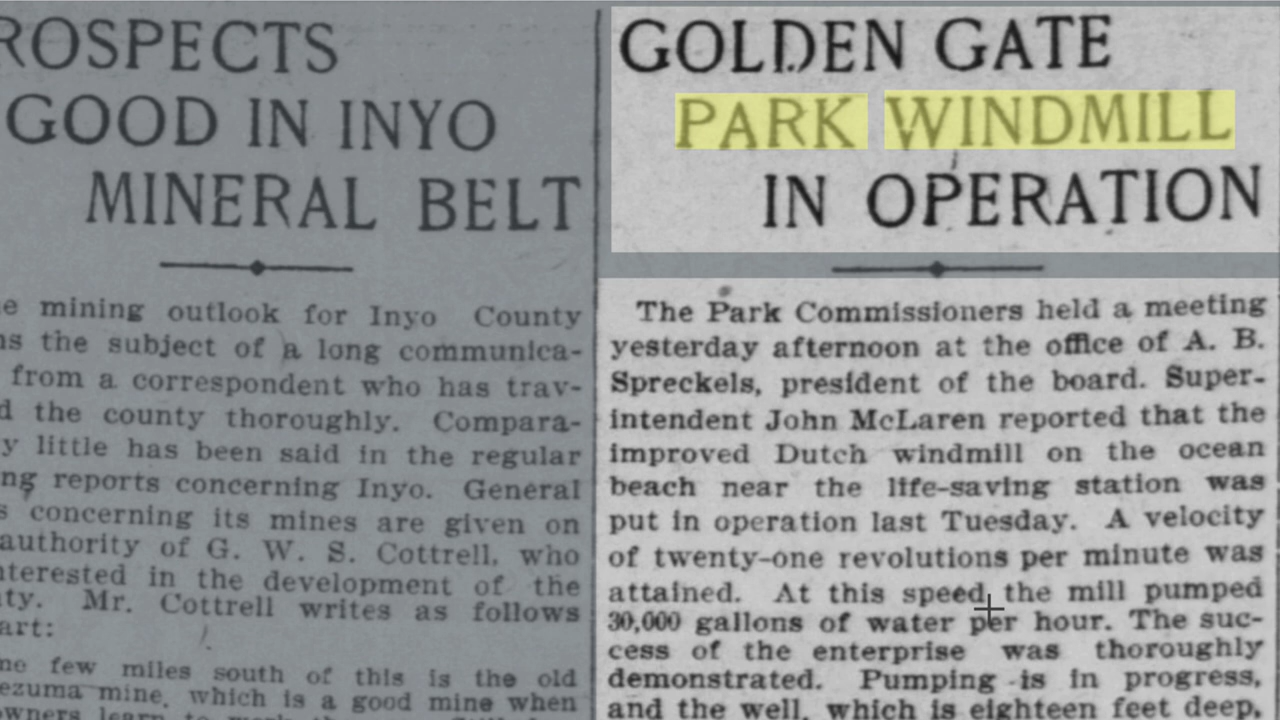 ROSPECTS
GOOD IN INYO
MINERAL BELT
e mining outlook for Inyo County
s the subject of a long communica-
from a correspondent who has trav-
d the county thoroughly. Compara-
y little has been said in the regular
ng reports concerning Inyo. General
s concerning its mines are given on
authority of G. W. S. Cottrell, who
nterested in the development of the
ty. Mr. Cottrell writes as follows
art:
ne few miles south of this is the old
ezuma mine, which is a good mine when
GOLDEN GATE
PARK WINDMILL
IN OPERATION
The Park Commissioners held a meeting
yesterday afternoon at the office of A. B.
Spreckels, president of the board. Super-
intendent John McLaren reported that the
improved Dutch windmill on the ocean
beach near the life-saving station was
put in operation last Tuesday. A velocity
of twenty-one revolutions per minute was
attained. At this speed the mill pumped
30,000 gallons of water per hour. The suc-
cess of the enterprise was thoroughly
demonstrated. Pumping is in progress,
and the well, which is eighteen feet deep,